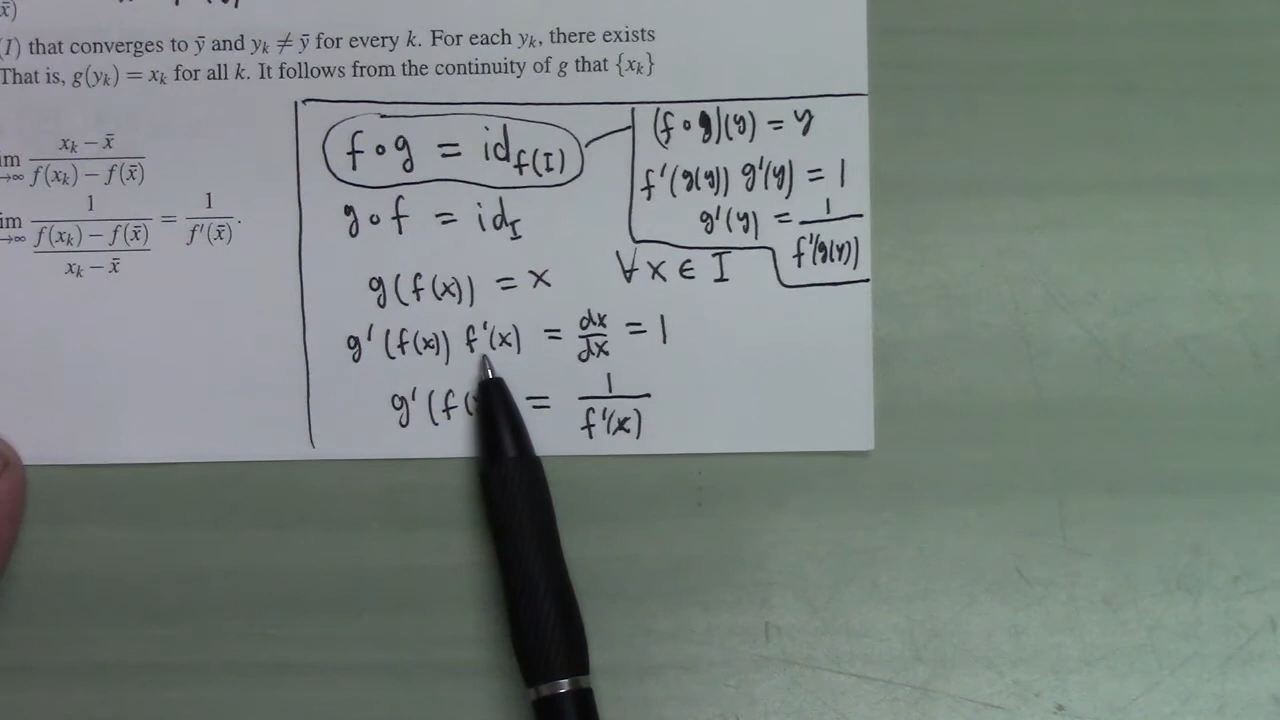 x̄)
(I) that converges to ȳ and yₖ ≠ ȳ for every k. For each yₖ, there exists
That is, g(yₖ) = xₖ for all k. It follows from the continuity of g that {xₖ}
im →∞ (xₖ − x̄)/(f(xₖ) − f(x̄))
im →∞ 1/((f(xₖ) − f(x̄))/(xₖ − x̄)) = 1/f′(x̄).
f ∘ g = id_f(I)
g ∘ f = id_I
g(f(x)) = x ∀ x ∈ I
g'(f(x)) f'(x) = dx/dx = 1
g'(f( = 1/f'(x)
(f ∘ g)(y) = y
f'(g(y)) g'(y) = 1
g'(y) = 1/f'(g(y))